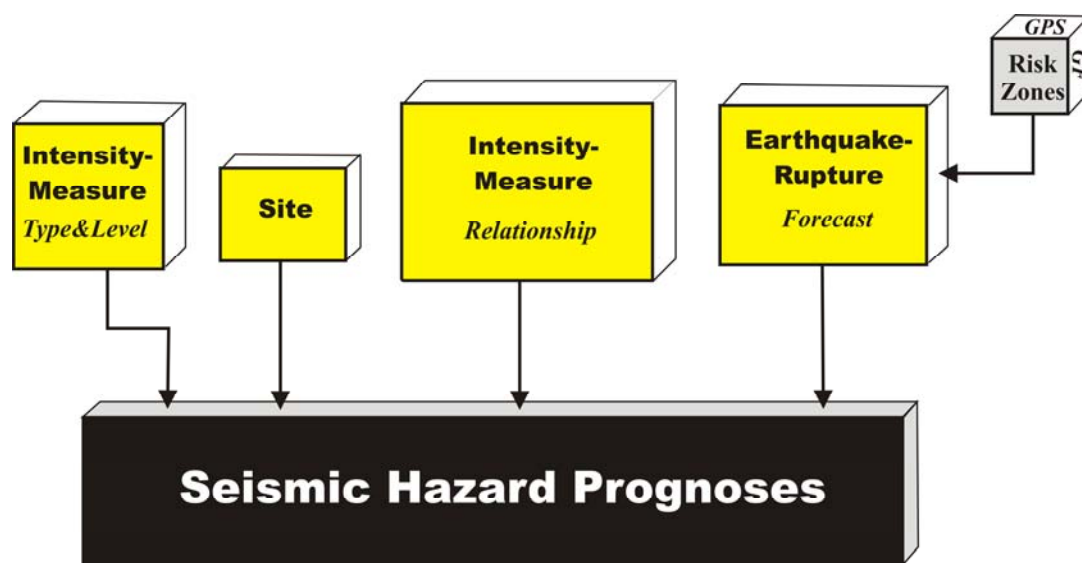 GPS
Risk
Zones
Intensity-
Measure
Type&Level
Site
Intensity-
Measure
Relationship
Earthquake-
Rupture
Forecast
Seismic Hazard Prognoses